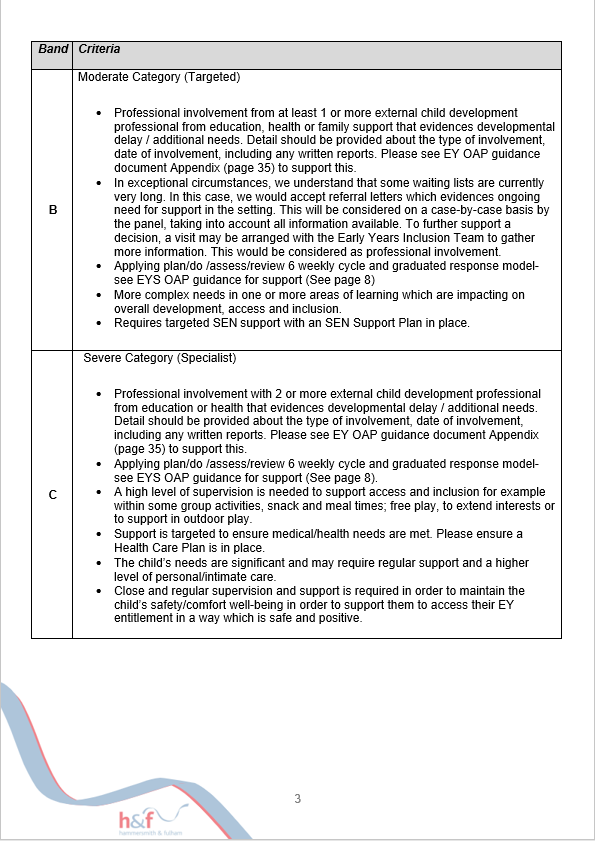 Band Criteria
Moderate Category (Targeted)
B
• Professional involvement from at least 1 or more external child development
professional from education, health or family support that evidences developmental
delay / additional needs. Detail should be provided about the type of involvement,
date of involvement, including any written reports. Please see EY OAP guidance
document Appendix (page 35) to support this.
• In exceptional circumstances, we understand that some waiting lists are currently
very long. In this case, we would accept referral letters which evidences ongoing
need for support in the setting. This will be considered on a case-by-case basis by
the panel, taking into account all information available. To further support a
decision, a visit may be arranged with the Early Years Inclusion Team to gather
more information. This would be considered as professional involvement.
• Applying plan/do /assess/review 6 weekly cycle and graduated response model-
see EYS OAP guidance for support (See page 8)
• More complex needs in one or more areas of learning which are impacting on
overall development, access and inclusion.
• Requires targeted SEN support with an SEN Support Plan in place.
Severe Category (Specialist)
C
• Professional involvement with 2 or more external child development professional
from education or health that evidences developmental delay / additional needs.
Detail should be provided about the type of involvement, date of involvement,
including any written reports. Please see EY OAP guidance document Appendix
(page 35) to support this.
• Applying plan/do /assess/review 6 weekly cycle and graduated response model-
see EYS OAP guidance for support (See page 8).
• A high level of supervision is needed to support access and inclusion for example
within some group activities, snack and meal times; free play, to extend interests or
to support in outdoor play.
• Support is targeted to ensure medical/health needs are met. Please ensure a
Health Care Plan is in place.
• The child's needs are significant and may require regular support and a higher
level of personal/intimate care.
• Close and regular supervision and support is required in order to maintain the
child's safety/comfort well-being in order to support them to access their EY
entitlement in a way which is safe and positive.
3
h&f
hammersmith & fulham